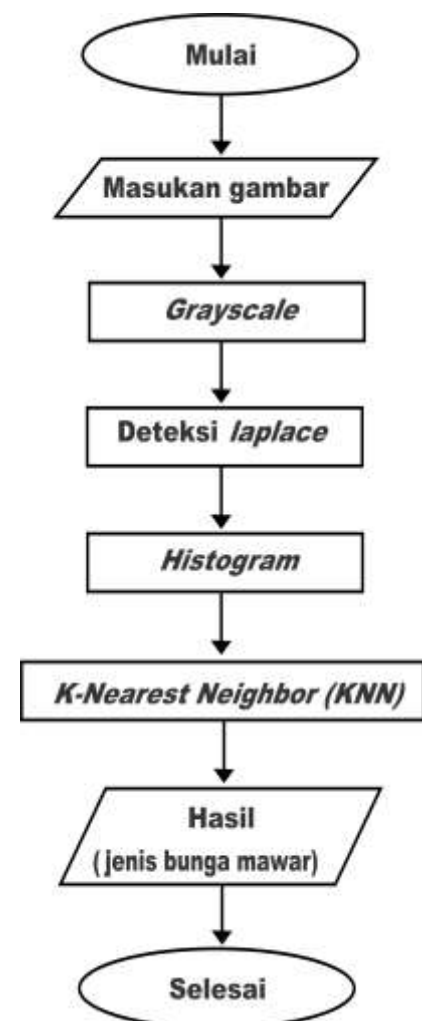 Mulai
Masukan gambar
Grayscale
Deteksi laplace
Histogram
K-Nearest Neighbor (KNN)
Hasil
(jenis bunga mawar)
Selesai